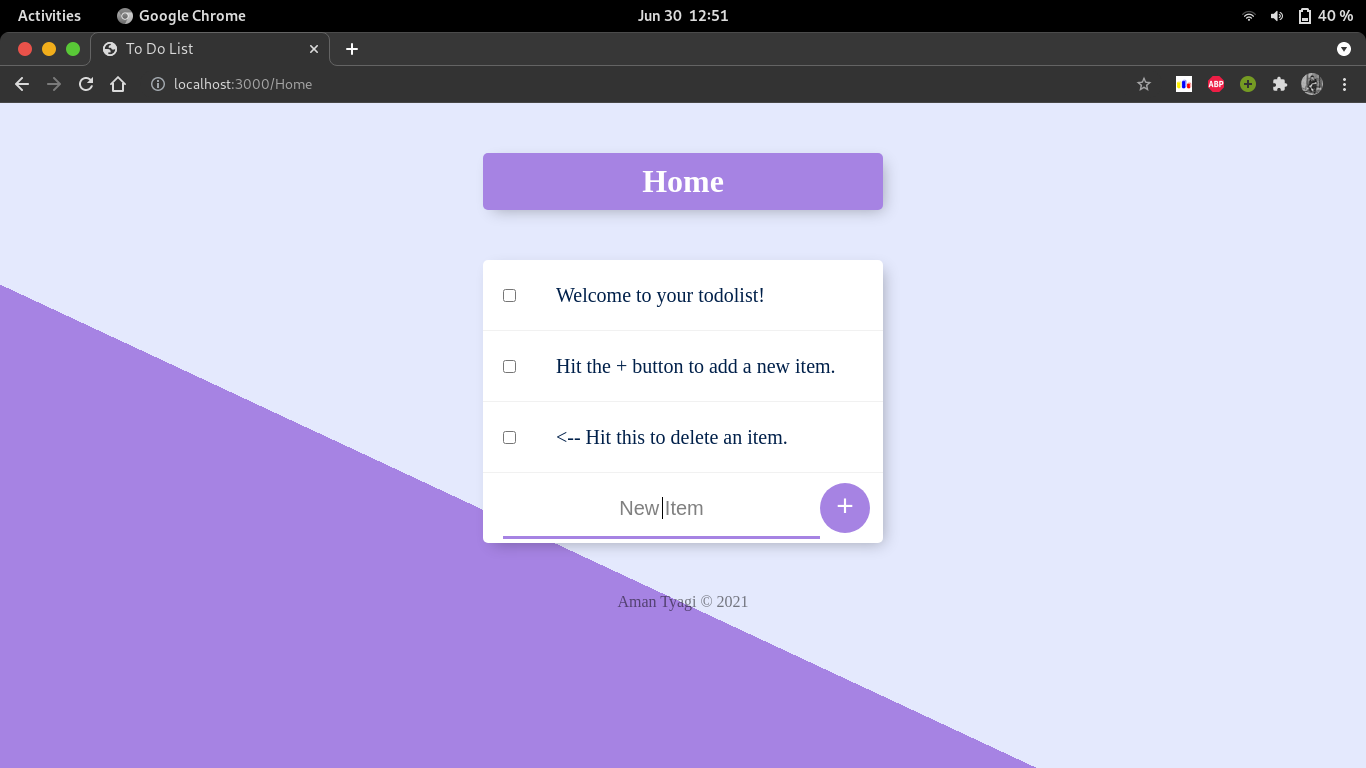 Activities Google Chrome Jun 30 12:51 40 %
To Do List
localhost:3000/Home
ABP
Home
Welcome to your todolist!
Hit the + button to add a new item.
<-- Hit this to delete an item.
New Item +
Aman Tyagi © 2021